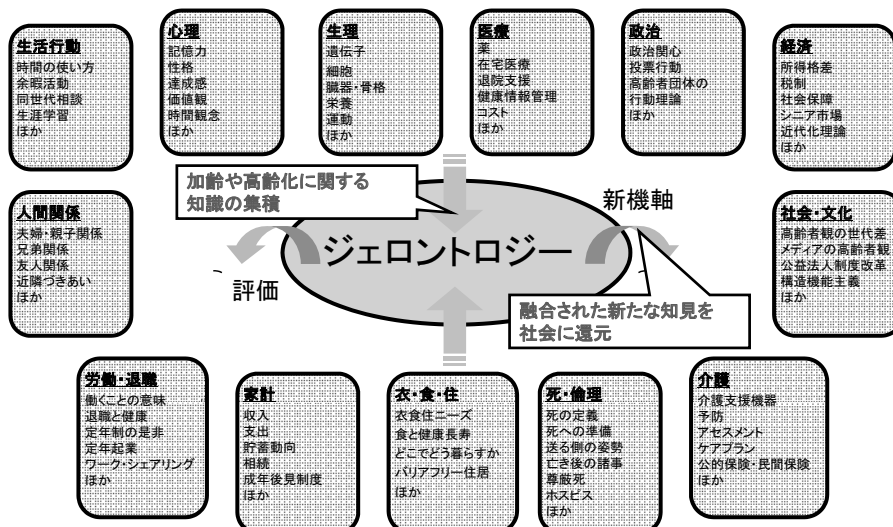 生活行動
時間の使い方
余暇活動
同世代相談
生涯学習
ほか
心理
記憶力
性格
達成感
価値観
時間観念
ほか
生理
遺伝子
細胞
臓器・骨格
栄養
運動
ほか
医療
薬
在宅医療
退院支援
健康情報管理
コスト
ほか
政治
政治関心
投票行動
高齢者団体の
行動理論
ほか
経済
所得格差
税制
社会保障
シニア市場
近代化理論
ほか
加齢や高齢化に関する
知識の集積
新機軸
人間関係
夫婦・親子関係
兄弟関係
友人関係
近隣づきあい
ほか
ジェロントロジー
評価
社会・文化
高齢者観の世代差
メディアの高齢者観
公益法人制度改革
構造機能主義
ほか
融合された新たな知見を
社会に還元
労働・退職
働くことの意味
退職と健康
定年制の是非
定年起業
ワーク・シェアリング
ほか
家計
収入
支出
貯蓄動向
相続
成年後見制度
ほか
衣・食・住
衣食住ニーズ
食と健康長寿
どこでどう暮らすか
バリアフリー住居
ほか
死・倫理
死の定義
死への準備
送る側の姿勢
亡き後の諸事
尊厳死
ホスピス
ほか
介護
介護支援機器
予防
アセスメント
ケアプラン
公的保険・民間保険
ほか